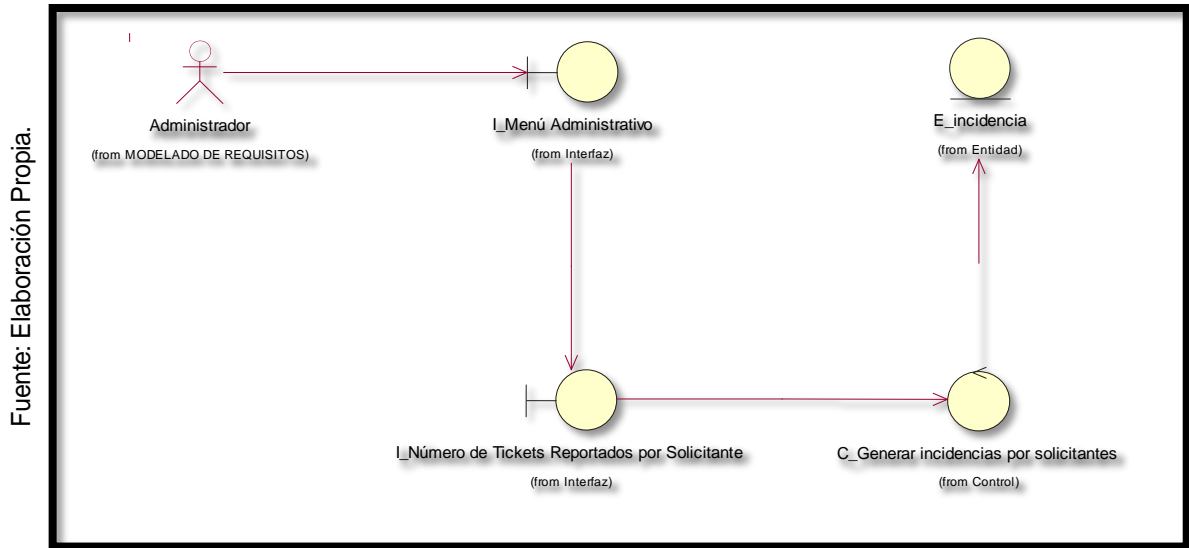 Fuente: Elaboración Propia.
Administrador
(from MODELADO DE REQUISITOS)
I_Menú Administrativo
(from Interfaz)
E_incidencia
(from Entidad)
I_Número de Tickets Reportados por Solicitante
(from Interfaz)
C_Generar incidencias por solicitantes
(from Control)